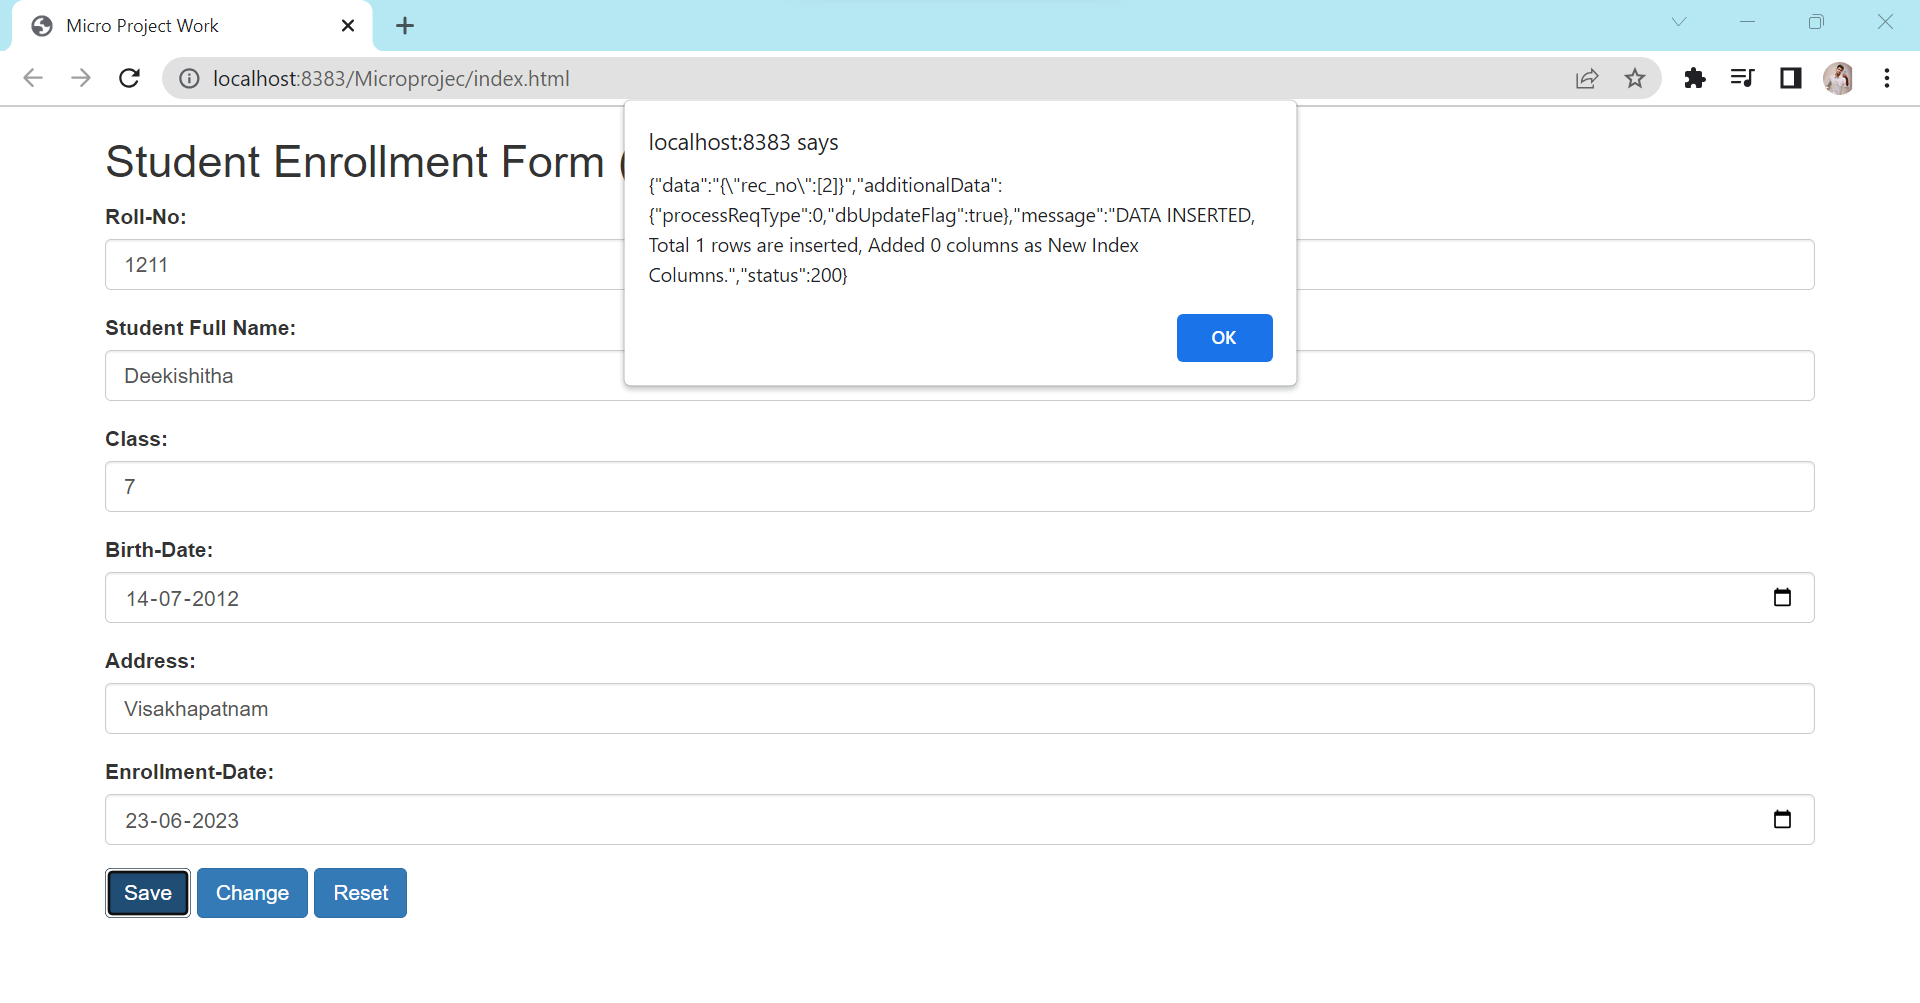 Micro Project Work
localhost:8383/Microprojec/index.html
localhost:8383 says
{"data":"{\"rec_no\":[2]}","additionalData":
{"processReqType":0,"dbUpdateFlag":true},"message":"DATA INSERTED,
Total 1 rows are inserted, Added 0 columns as New Index
Columns.","status":200}
OK
Student Enrollment Form (
Roll-No:
1211
Student Full Name:
Deekishitha
Class:
7
Birth-Date:
14-07-2012
Address:
Visakhapatnam
Enrollment-Date:
23-06-2023
Save Change Reset